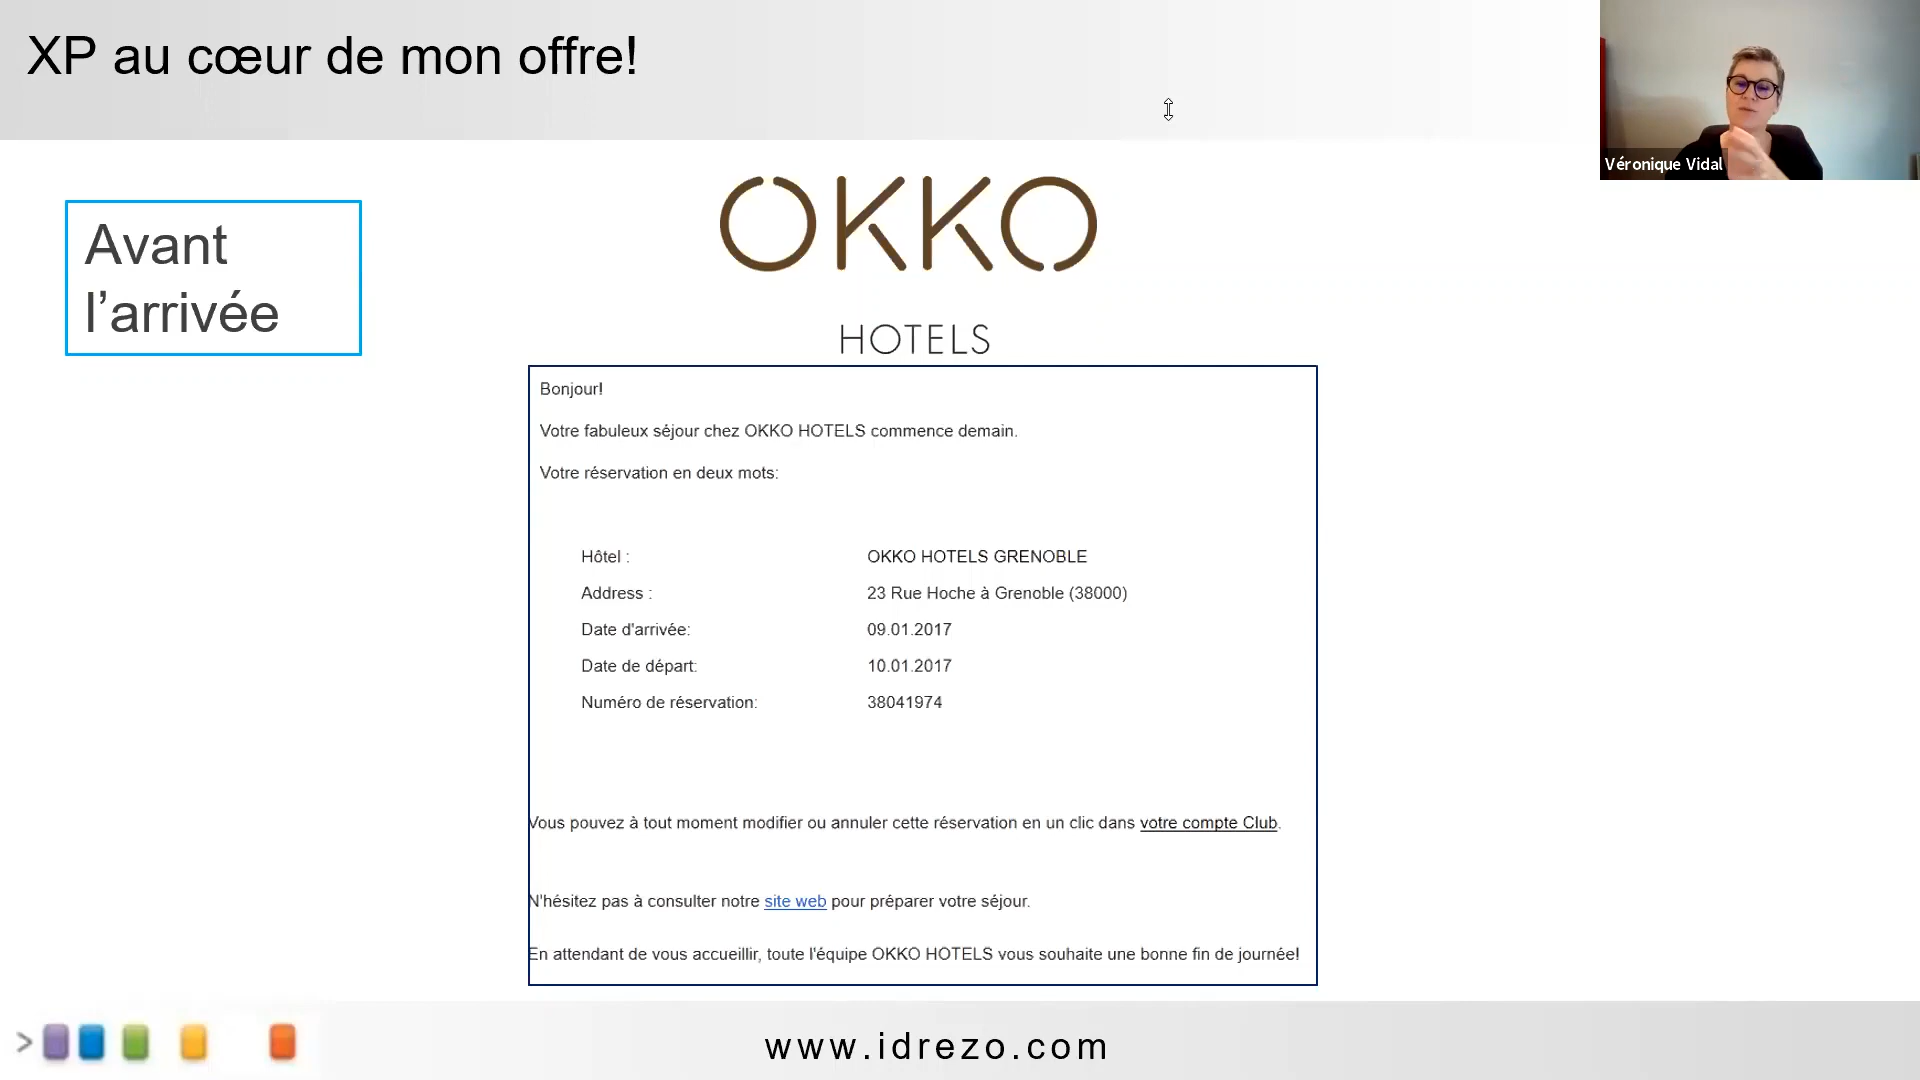 XP au cœur de mon offre!
Véronique Vidal
Avant
l’arrivée
OKKO
HOTELS
Bonjour!
Votre fabuleux séjour chez OKKO HOTELS commence demain.
Votre réservation en deux mots:
Hôtel : OKKO HOTELS GRENOBLE
Address : 23 Rue Hoche à Grenoble (38000)
Date d'arrivée: 09.01.2017
Date de départ: 10.01.2017
Numéro de réservation: 38041974
Vous pouvez à tout moment modifier ou annuler cette réservation en un clic dans votre compte Club.
N'hésitez pas à consulter notre site web pour préparer votre séjour.
En attendant de vous accueillir, toute l'équipe OKKO HOTELS vous souhaite une bonne fin de journée!
>
www.idrezo.com